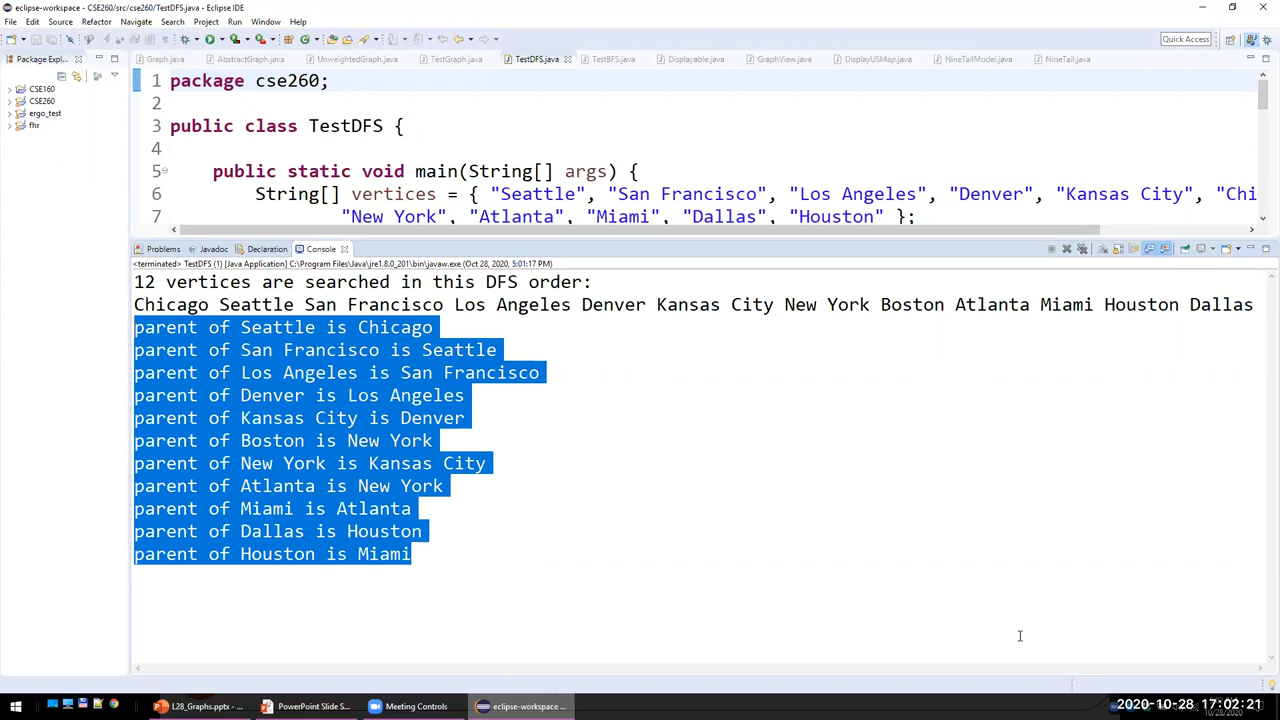 eclipse-workspace - CSE260/src/cse260/TestDFS.java - Eclipse IDE
File Edit Source Refactor Navigate Search Project Run Window Help
Quick Access
Package Expl...
Graph.java AbstractGraph.java UnweightedGraph.java TestGraph.java TestDFS.java TestBFS.java Displayable.java GraphView.java DisplayUSMap.java NineTailModel.java NineTail.java
CSE160
CSE260
ergo_test
fhr
1 package cse260;
2
3 public class TestDFS {
4
5 public static void main(String[] args) {
6 String[] vertices = { "Seattle", "San Francisco", "Los Angeles", "Denver", "Kansas City", "Chi
7 "New York", "Atlanta", "Miami", "Dallas", "Houston" };
Problems Javadoc Declaration Console
<terminated> TestDFS (1) [Java Application] C:\Program Files\Java\jre1.8.0_201\bin\javaw.exe (Oct 28, 2020, 5:01:17 PM)
12 vertices are searched in this DFS order:
Chicago Seattle San Francisco Los Angeles Denver Kansas City New York Boston Atlanta Miami Houston Dallas
parent of Seattle is Chicago
parent of San Francisco is Seattle
parent of Los Angeles is San Francisco
parent of Denver is Los Angeles
parent of Kansas City is Denver
parent of Boston is New York
parent of New York is Kansas City
parent of Atlanta is New York
parent of Miami is Atlanta
parent of Dallas is Houston
parent of Houston is Miami
L28_Graphs.pptx - ... PowerPoint Slide S... Meeting Controls eclipse-workspace ...
2020-10-28 17:02:21
10/28/2020